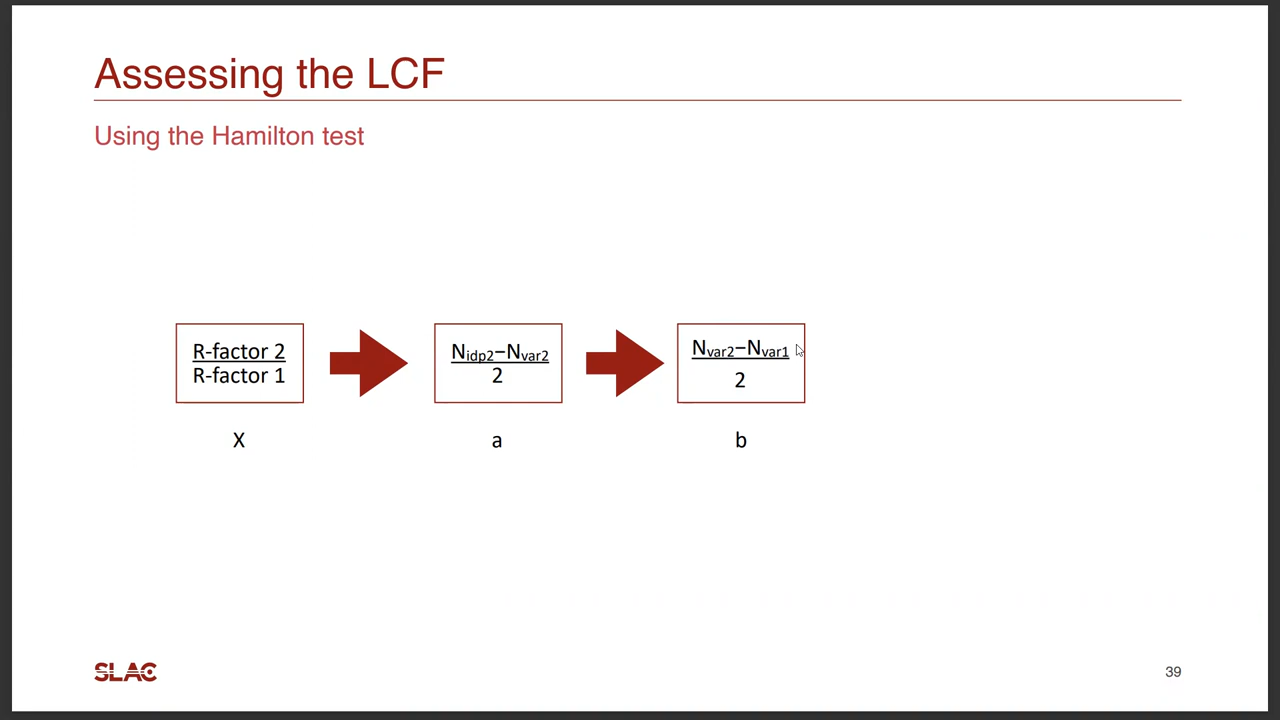 Assessing the LCF
Using the Hamilton test
R-factor 2
R-factor 1
Nidp2−Nvar2
2
Nvar2−Nvar1
2
X
a
b
SLAC
39